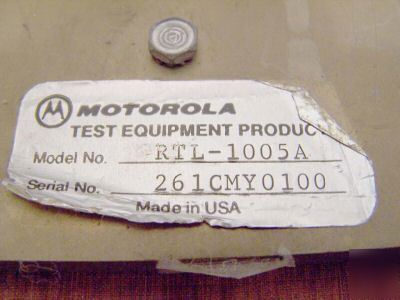 MOTOROLA
TEST EQUIPMENT PRODUC
Model No. RTL-1005A
Serial No. 261CMY0100
Made in USA